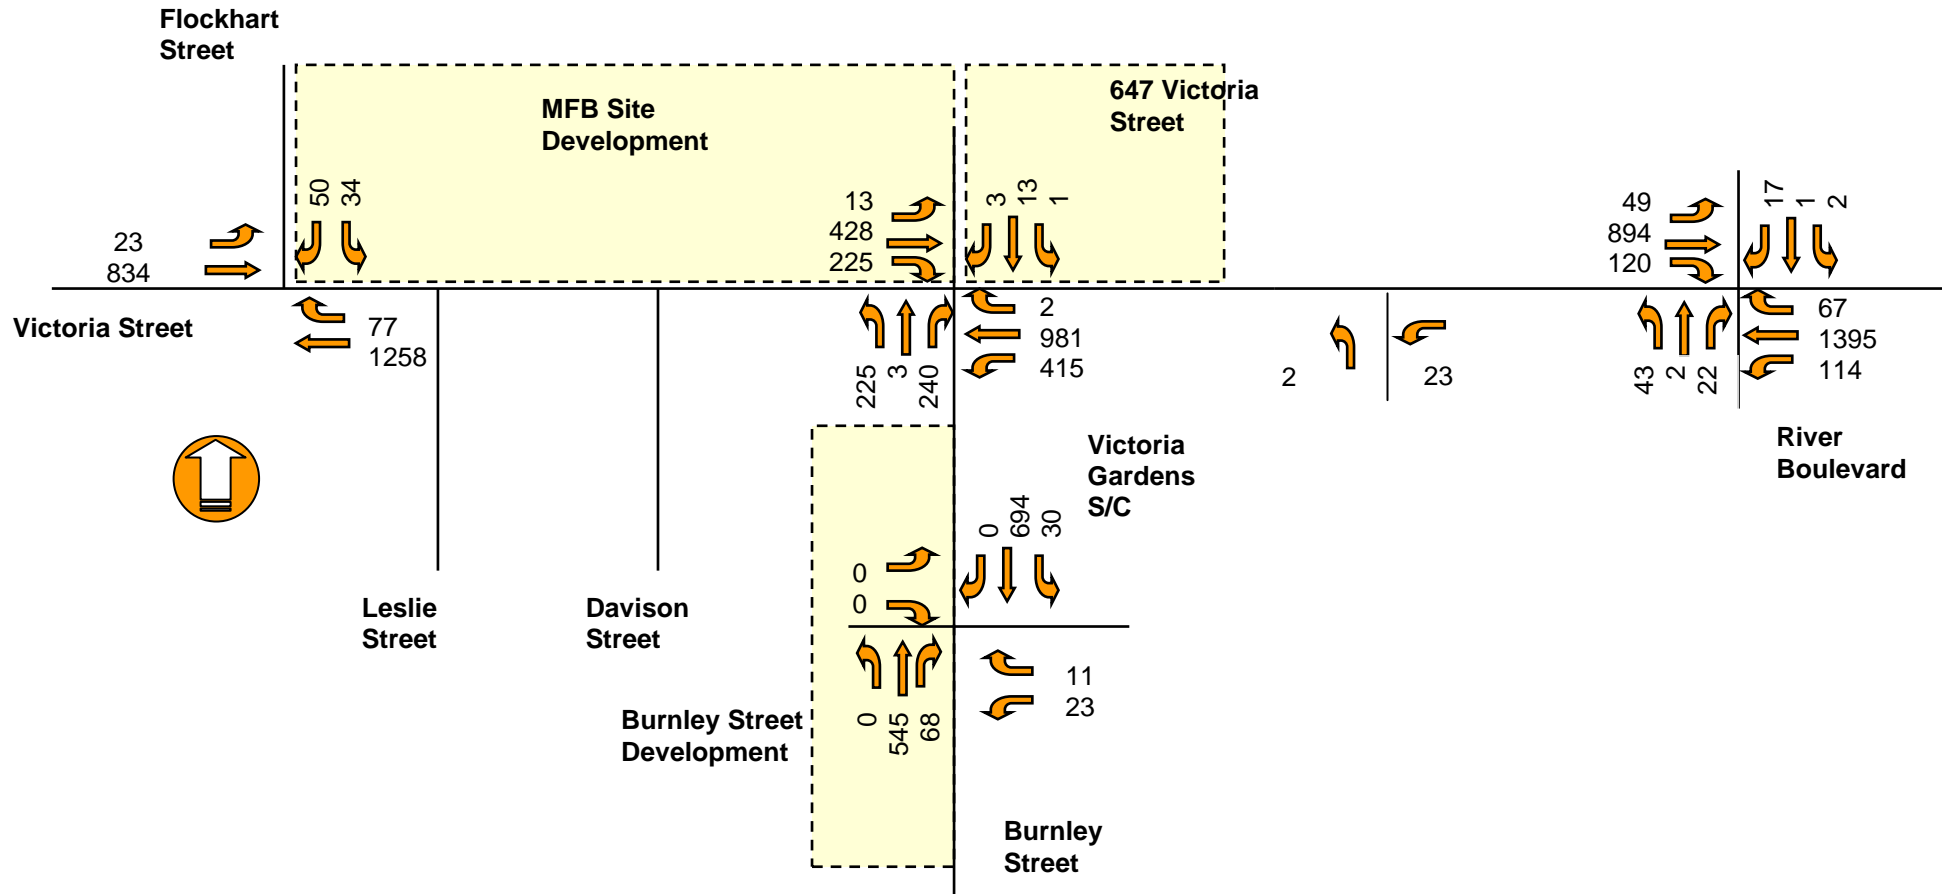 Flockhart
Street
MFB Site
Development
647 Victoria
Street
50
34
23
834
13
428
225
3
13
1
49
894
120
17
1
2
Victoria Street
77
1258
225
3
240
2
981
415
2
23
43
2
22
67
1395
114
Victoria
Gardens
S/C
River
Boulevard
0
694
30
0
0
Leslie
Street
Davison
Street
Burnley Street
Development
0
545
68
11
23
Burnley
Street